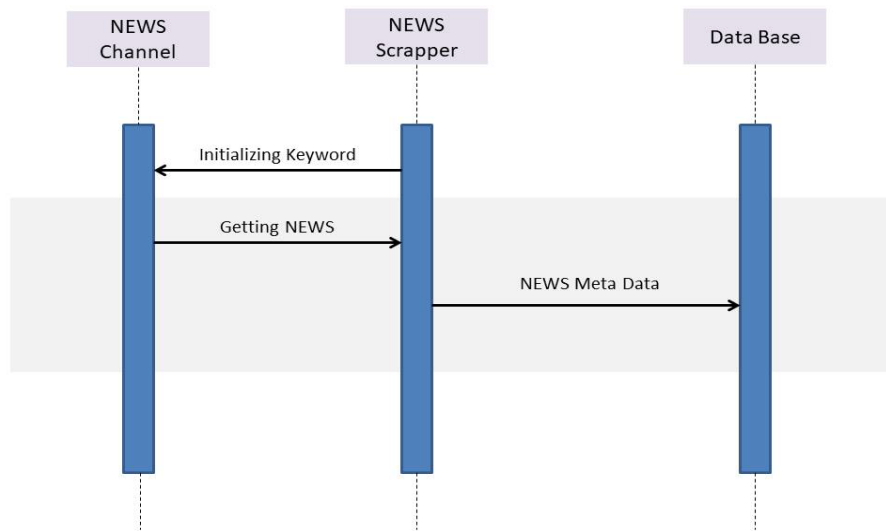 NEWS
Channel
NEWS
Scrapper
Data Base
Initializing Keyword
Getting NEWS
NEWS Meta Data